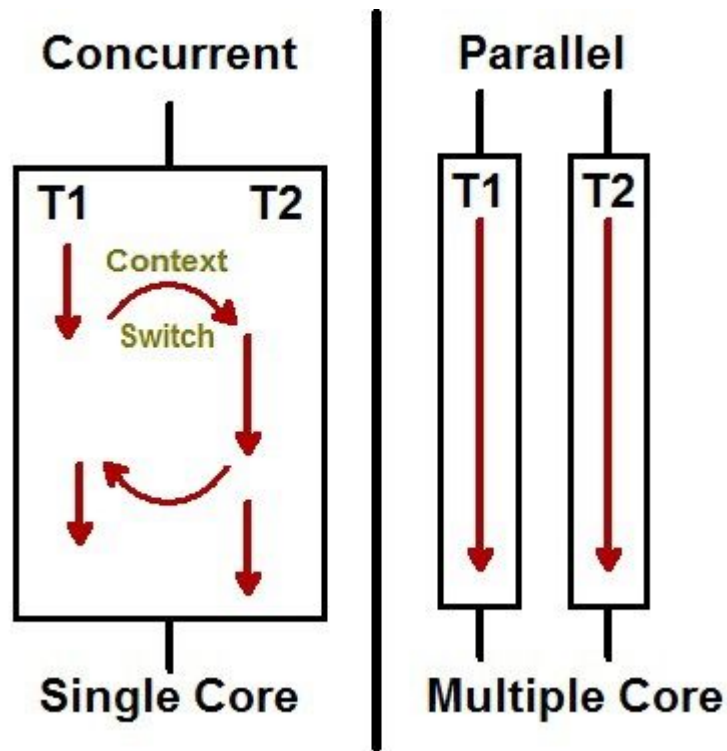 Concurrent
T1 T2
Context
Switch
Single Core
Parallel
T1 T2
Multiple Core